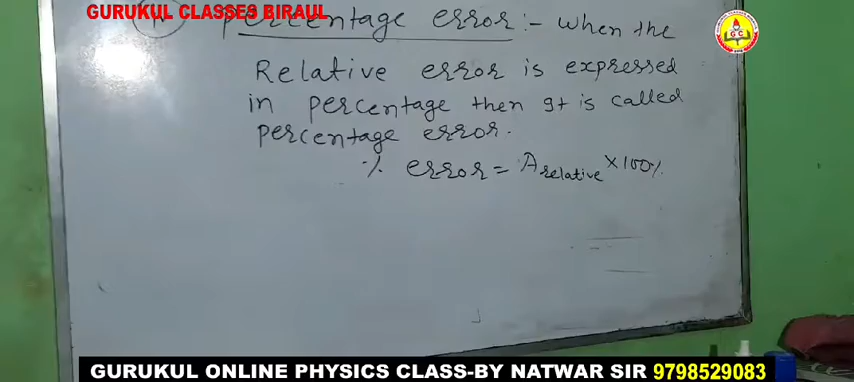 GURUKUL CLASSES BIRAUL
Percentage error :- When the
Relative error is expressed
in percentage then It is called
percentage error.
% error = A relative × 100%
GURUKUL ONLINE PHYSICS CLASS-BY NATWAR SIR 9798529083